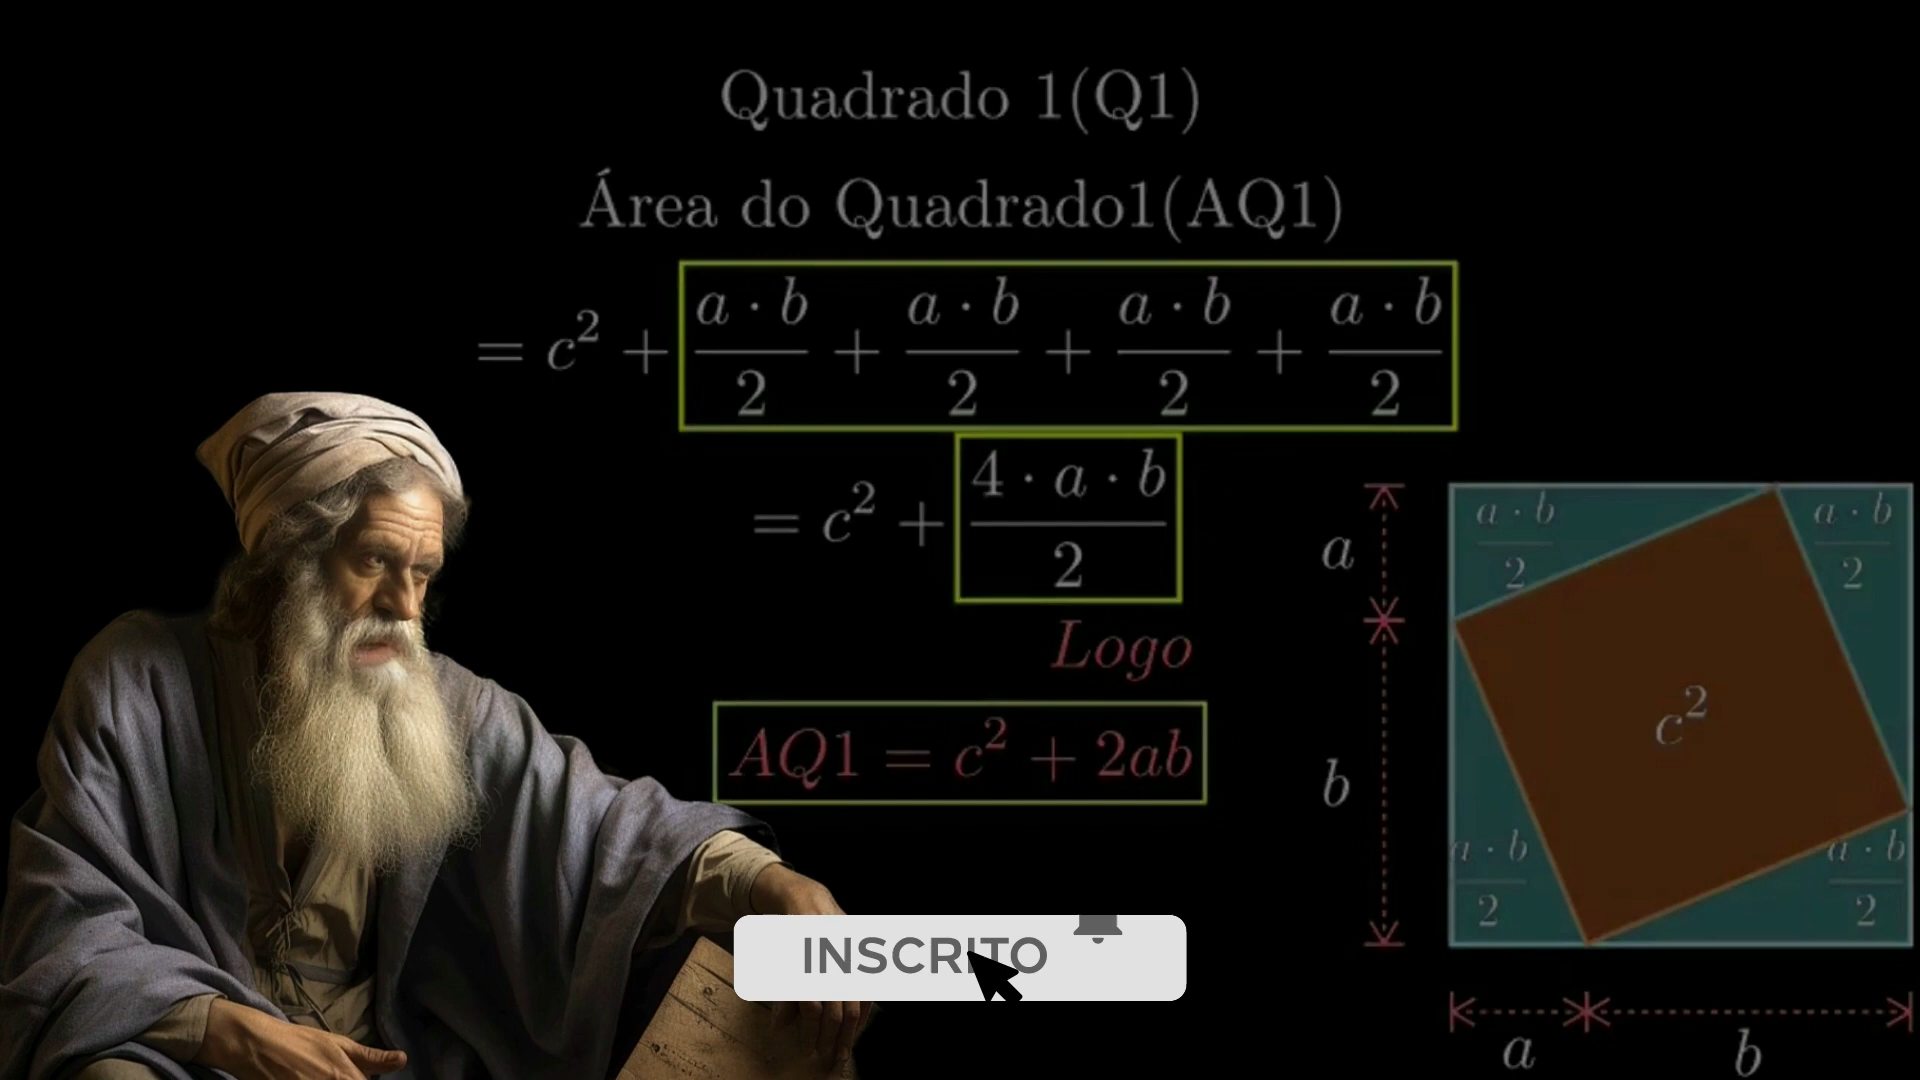 Quadrado 1(Q1)
Área do Quadrado1(AQ1)
= c² + a · b/2 + a · b/2 + a · b/2 + a · b/2
= c² + 4 · a · b/2
Logo
AQ1 = c² + 2ab
a
b
a · b/2
a · b/2
c²
a · b/2
a · b/2
a
b
INSCRITO